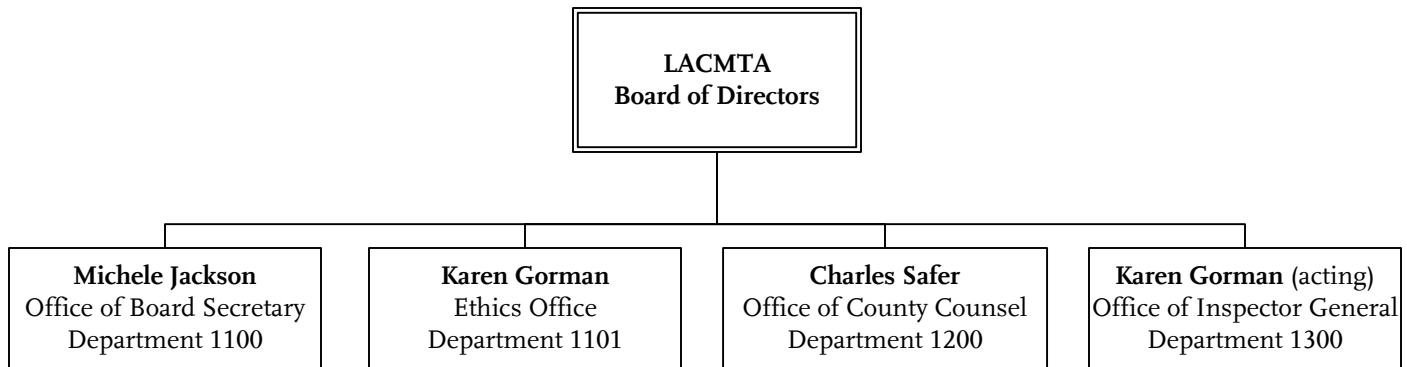 LACMTA
Board of Directors
Michele Jackson
Office of Board Secretary
Department 1100
Karen Gorman
Ethics Office
Department 1101
Charles Safer
Office of County Counsel
Department 1200
Karen Gorman (acting)
Office of Inspector General
Department 1300